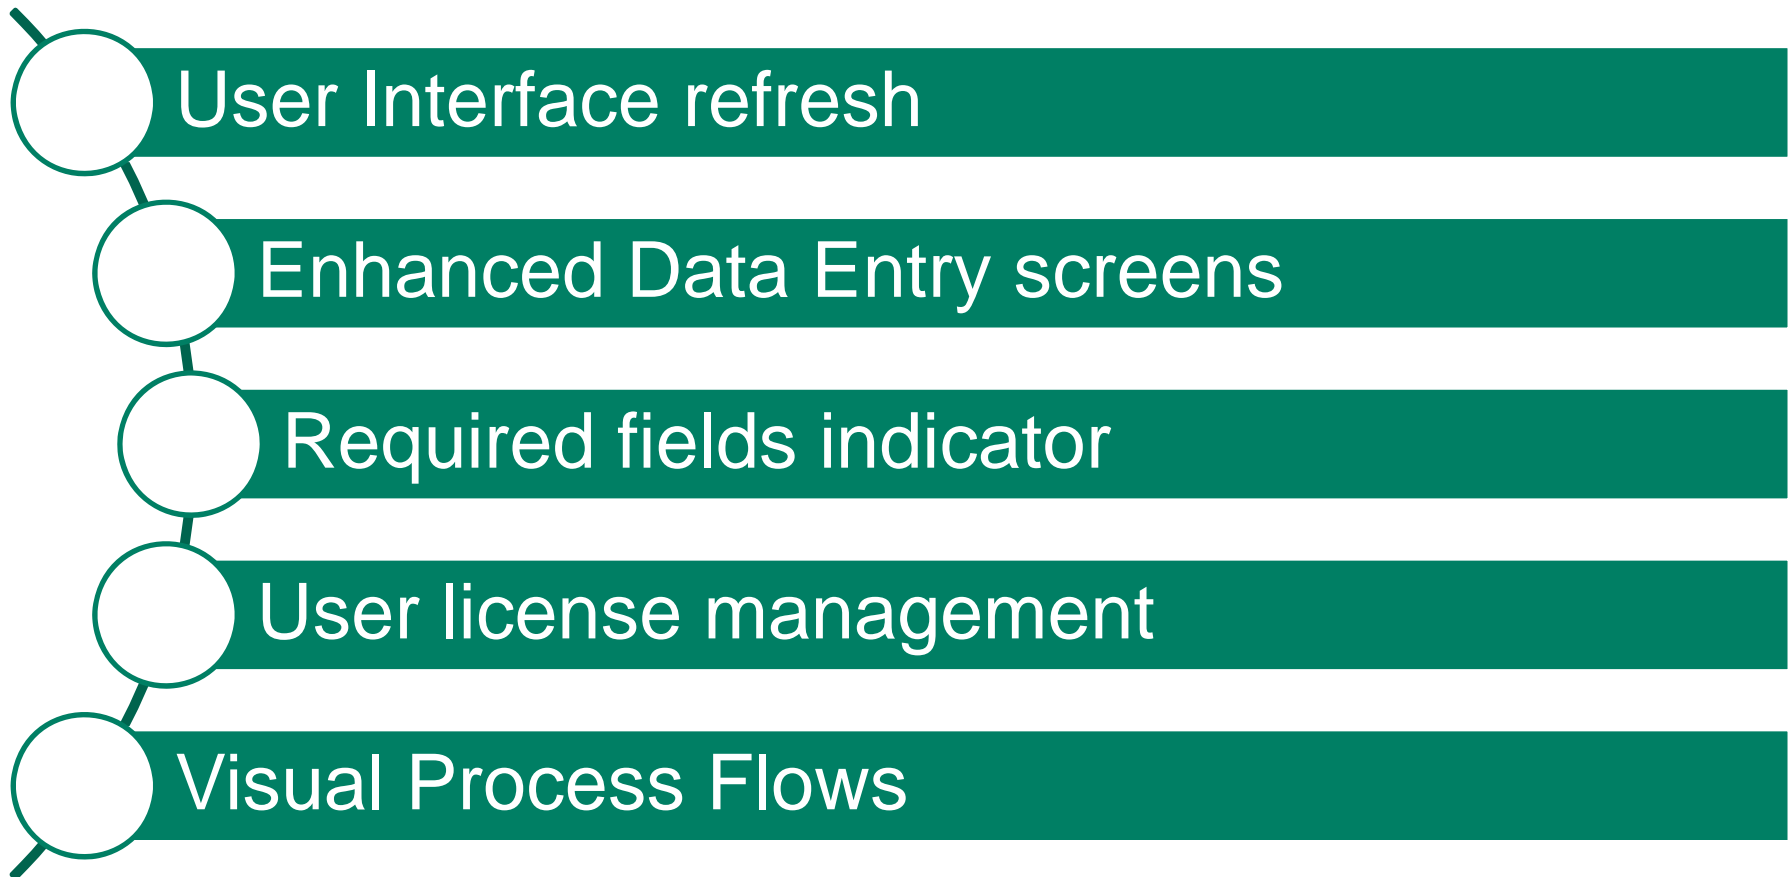 User Interface refresh
Enhanced Data Entry screens
Required fields indicator
User license management
Visual Process Flows